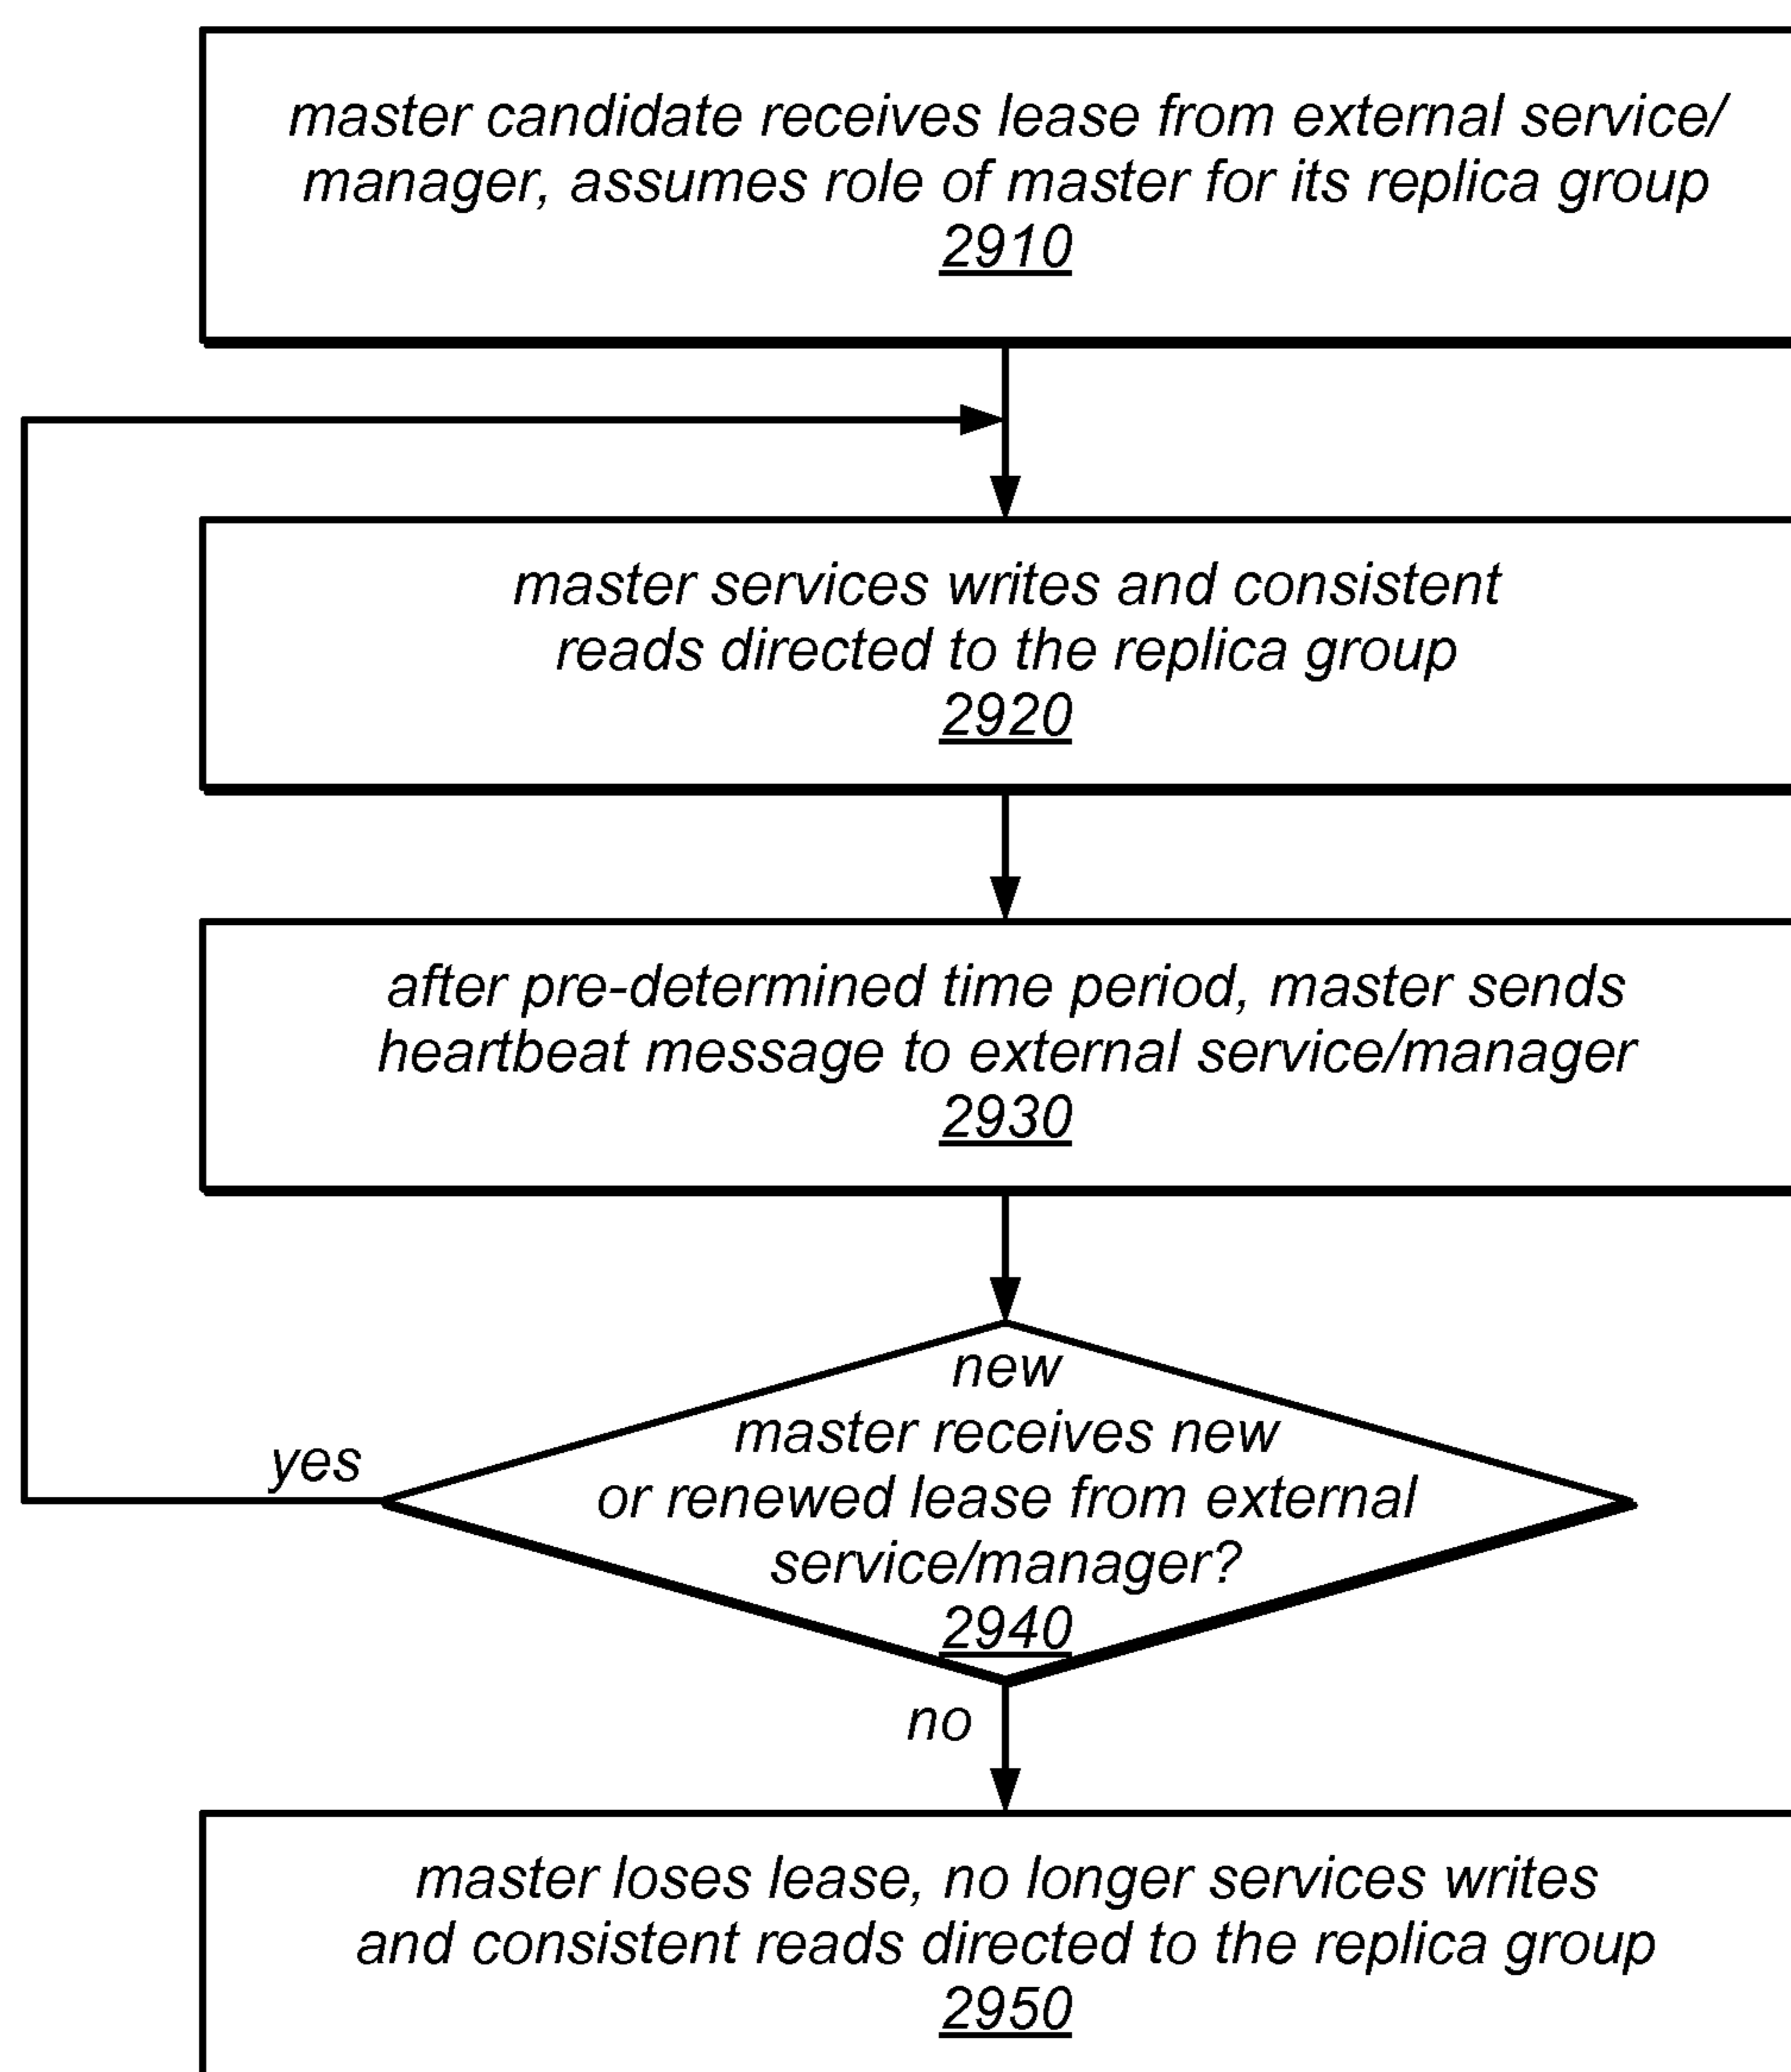 master candidate receives lease from external service/
manager, assumes role of master for its replica group
2910
master services writes and consistent
reads directed to the replica group
2920
after pre-determined time period, master sends
heartbeat message to external service/manager
2930
new
master receives new
or renewed lease from external
service/manager?
2940
yes
no
master loses lease, no longer services writes
and consistent reads directed to the replica group
2950